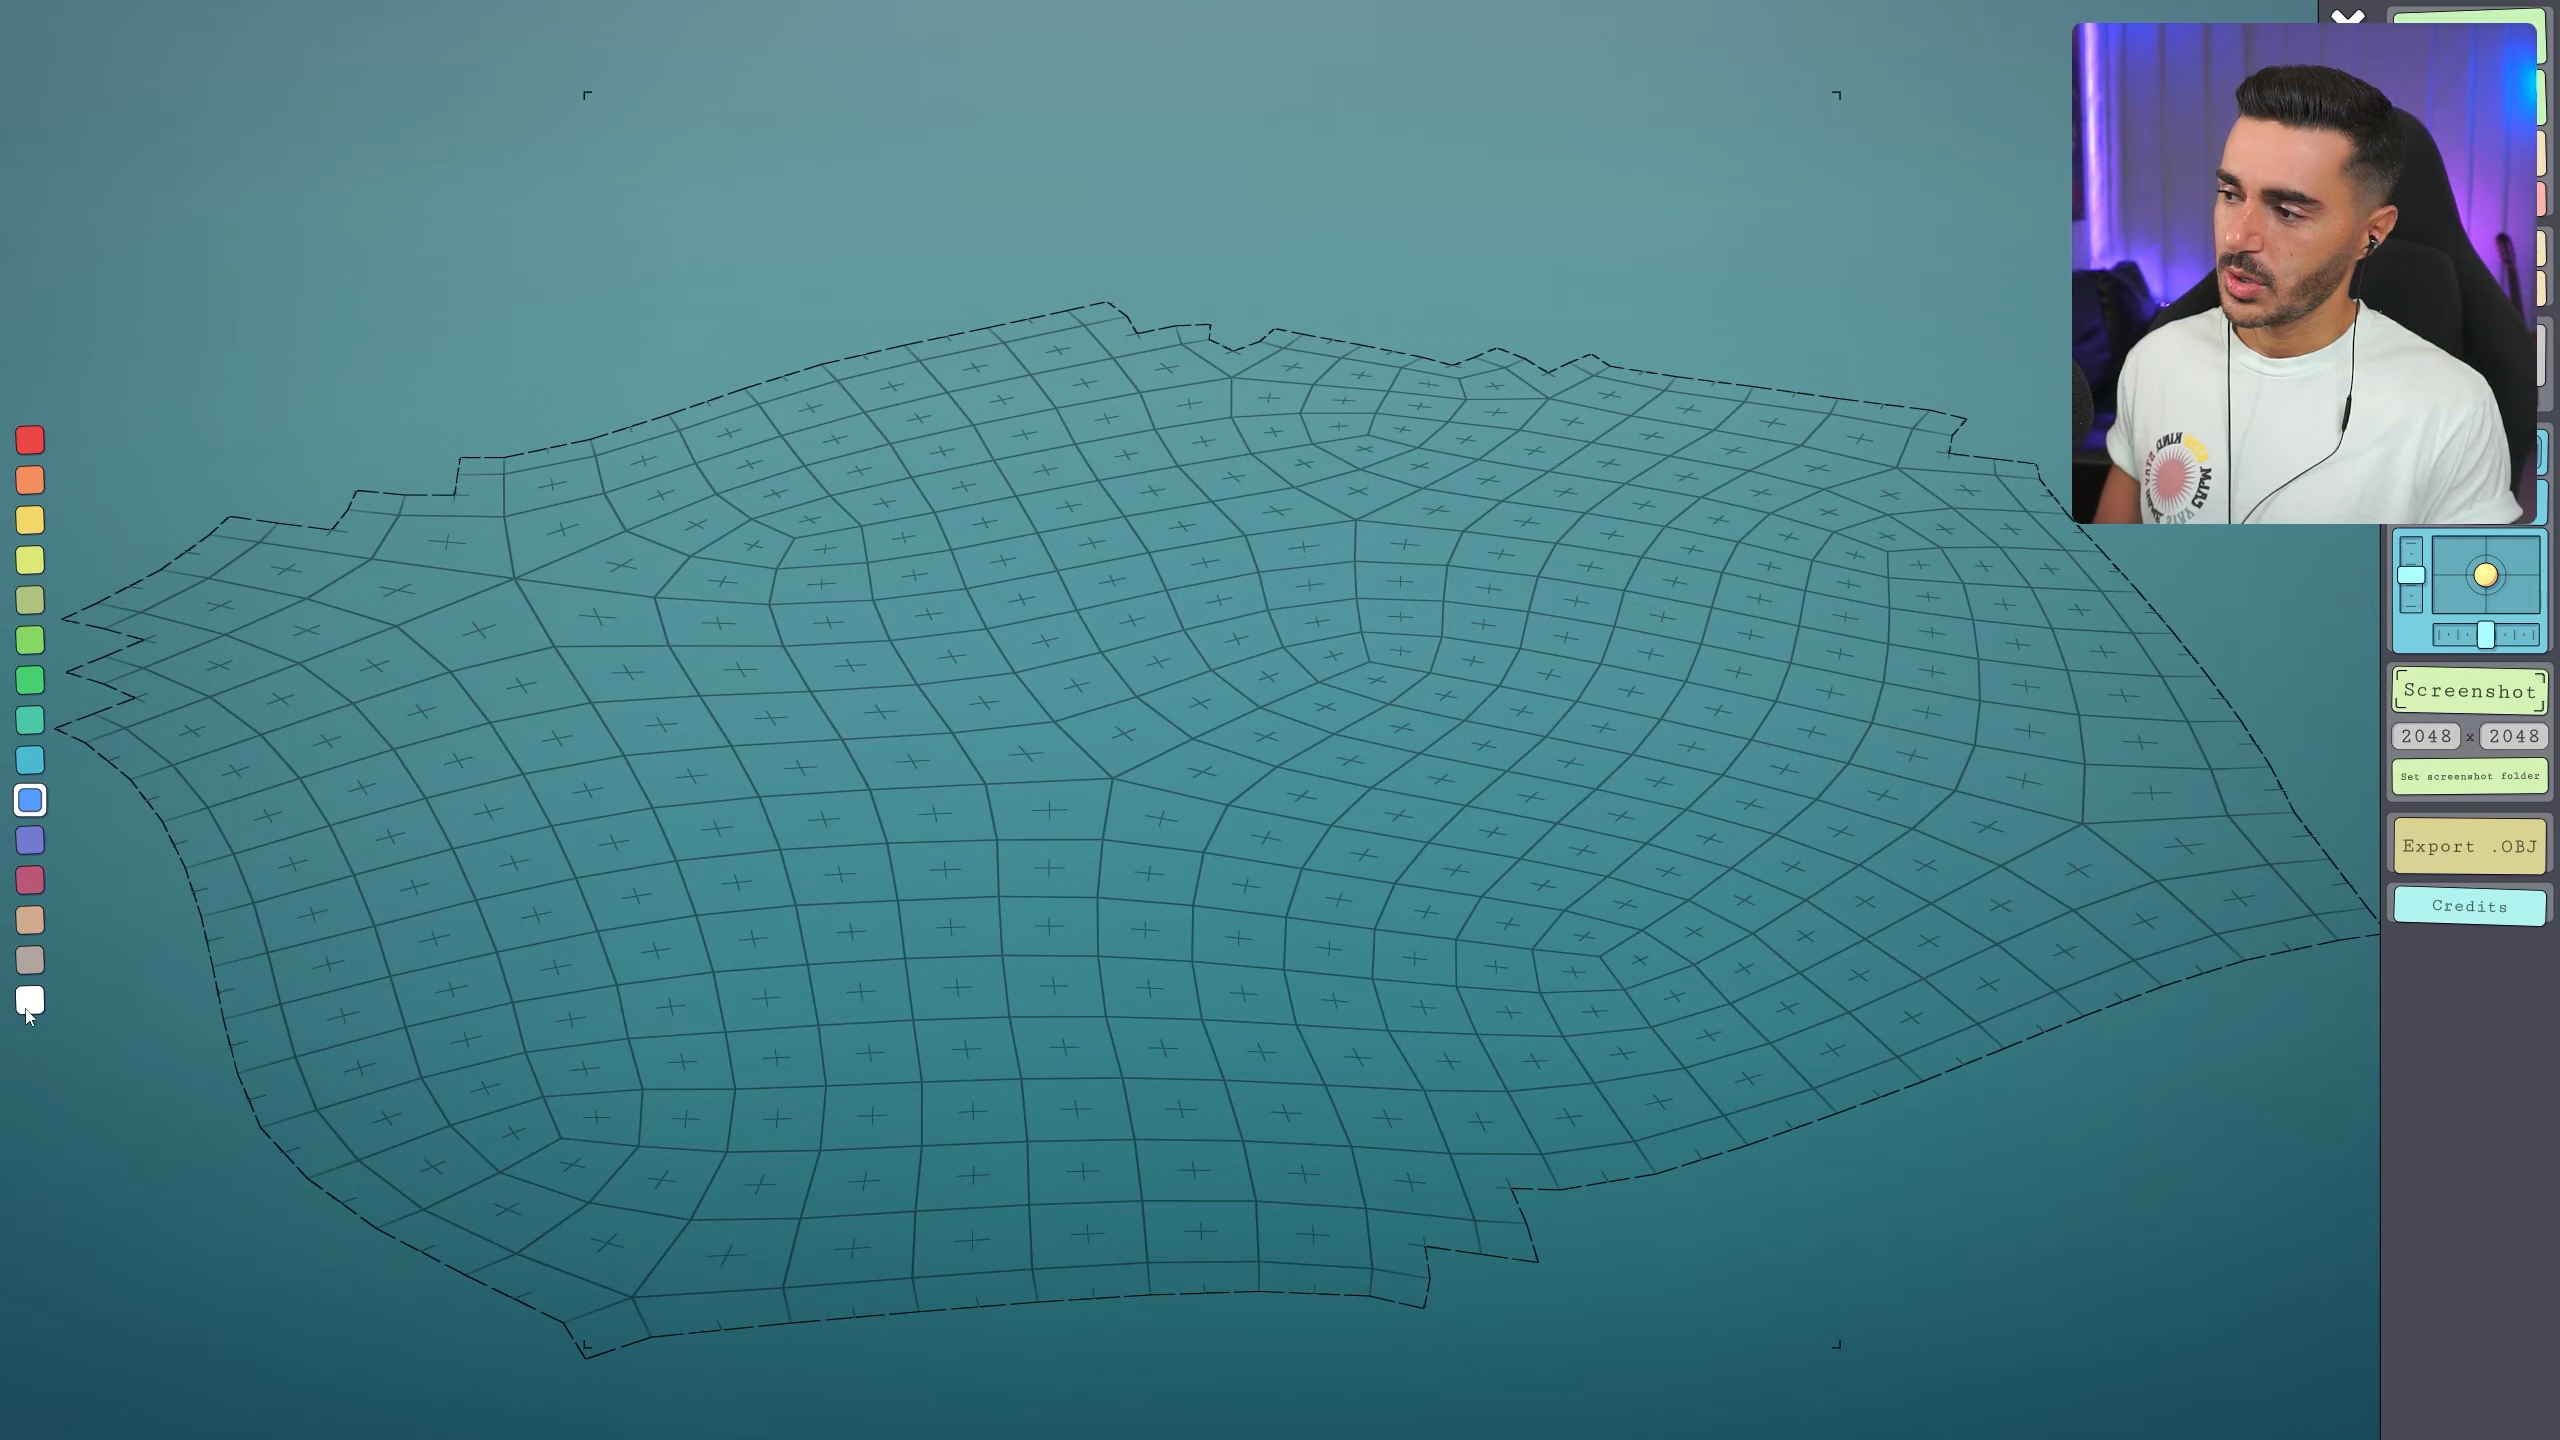 Screenshot
2048 x 2048
Set screenshot folder
Export .OBJ
Credits